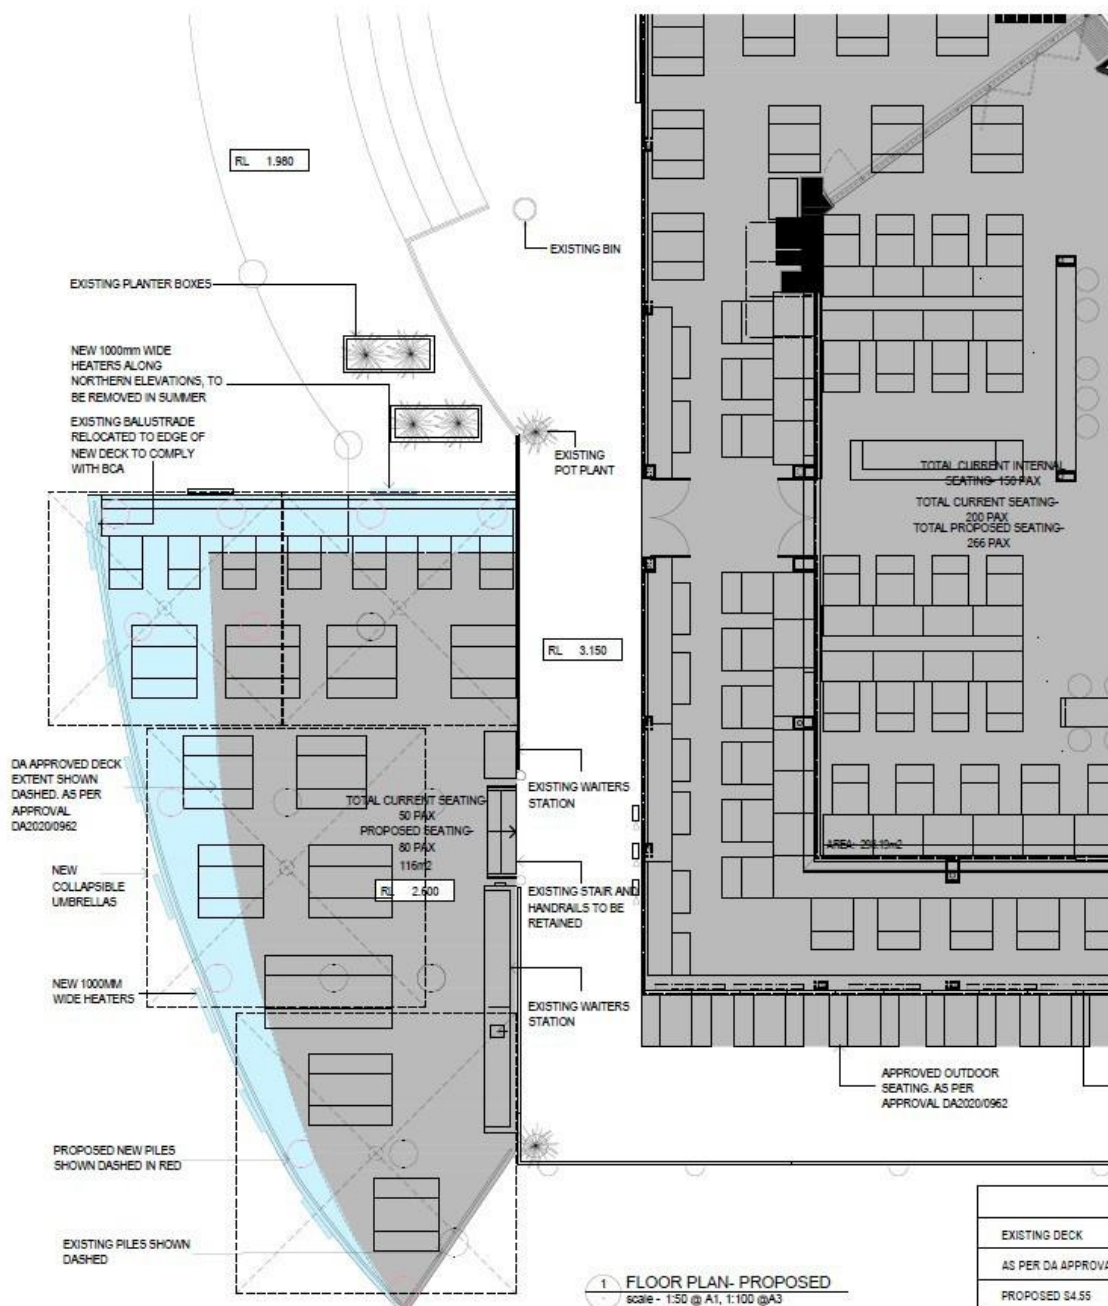 RL 1.980
EXISTING BIN
EXISTING PLANTER BOXES
NEW 1000mm WIDE
HEATERS ALONG
NORTHERN ELEVATIONS, TO
BE REMOVED IN SUMMER
EXISTING BALUSTRADE
RELOCATED TO EDGE OF
NEW DECK TO COMPLY
WITH BCA
EXISTING
POT PLANT
TOTAL CURRENT INTERNAL
SEATING- 150 PAX
TOTAL CURRENT SEATING-
200 PAX
TOTAL PROPOSED SEATING-
266 PAX
RL 3.150
DA APPROVED DECK
EXTENT SHOWN
DASHED. AS PER
APPROVAL
DA2020/0962
TOTAL CURRENT SEATING-
50 PAX
PROPOSED SEATING-
80 PAX
116m2
RL 2.600
EXISTING WAITERS
STATION
NEW
COLLAPSIBLE
UMBRELLAS
EXISTING STAIR AND
HANDRAILS TO BE
RETAINED
NEW 1000MM
WIDE HEATERS
EXISTING WAITERS
STATION
AREA:
APPROVED OUTDOOR
SEATING. AS PER
APPROVAL DA2020/0962
PROPOSED NEW PILES
SHOWN DASHED IN RED
EXISTING PILES SHOWN
DASHED
1 FLOOR PLAN- PROPOSED
scale - 1:50 @ A1, 1:100 @A3
EXISTING DECK
AS PER DA APPROVA
PROPOSED S4.55